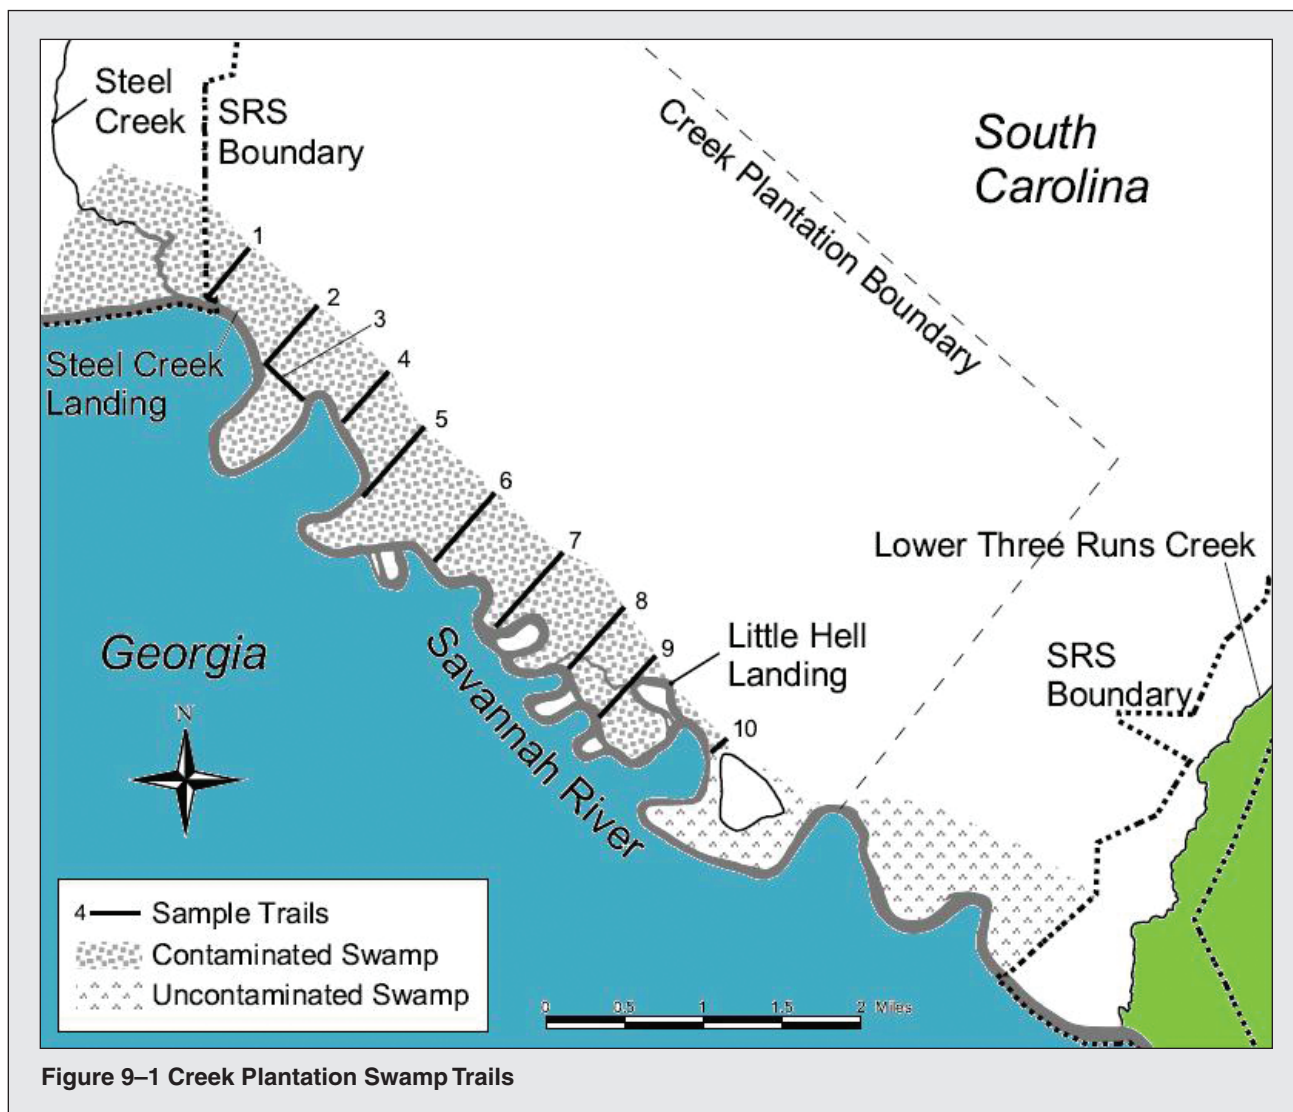 Steel
Creek
SRS
Boundary
Creek Plantation Boundary
South
Carolina
1
2
3
4
5
6
7
8
9
10
Steel Creek
Landing
Lower Three Runs Creek
Georgia
N
Savannah River
Little Hell
Landing
SRS
Boundary
4 Sample Trails
Contaminated Swamp
Uncontaminated Swamp
0 0.5 1 1.5 2 Miles
Figure 9–1 Creek Plantation Swamp Trails